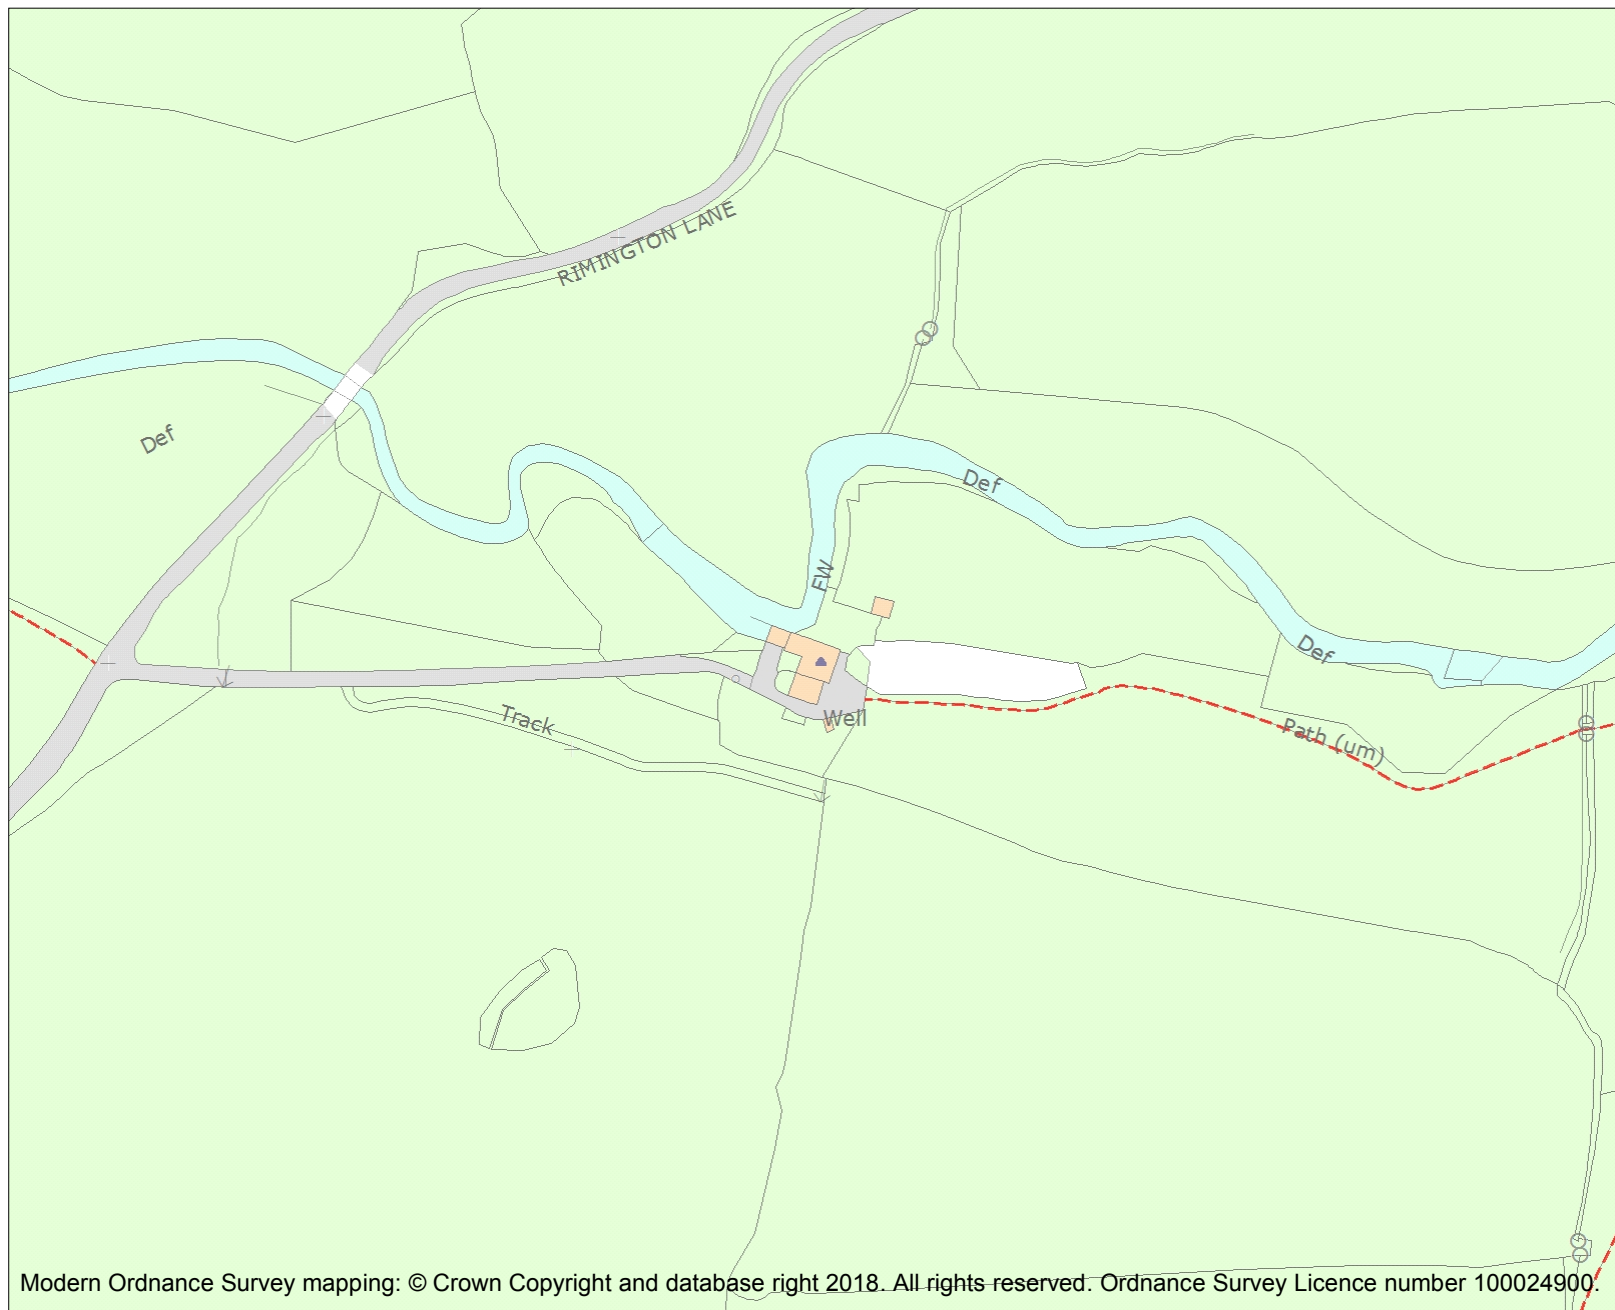 RIMINGTON LANE
Def
Def
FW
Def
Well
Track
Path (um)
Modern Ordnance Survey mapping: © Crown Copyright and database right 2018. All rights reserved. Ordnance Survey Licence number 100024900.